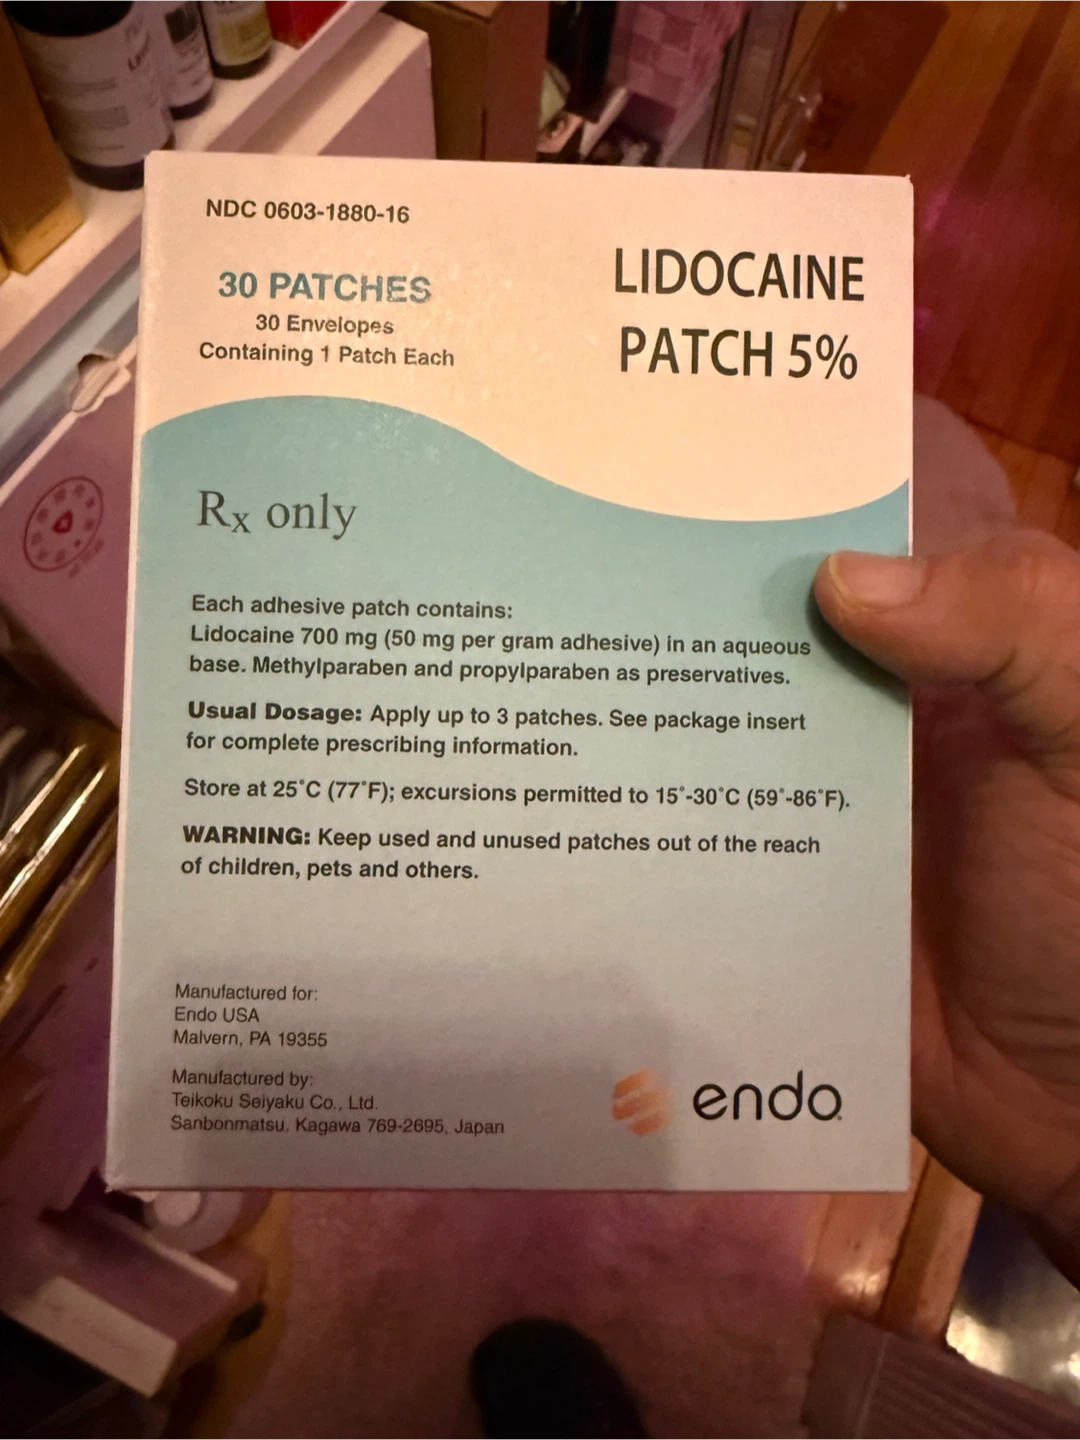 NDC 0603-1880-16
30 PATCHES
30 Envelopes
Containing 1 Patch Each
LIDOCAINE
PATCH 5%
Rx only
Each adhesive patch contains:
Lidocaine 700 mg (50 mg per gram adhesive) in an aqueous
base. Methylparaben and propylparaben as preservatives.
Usual Dosage: Apply up to 3 patches. See package insert
for complete prescribing information.
Store at 25˚C (77˚F); excursions permitted to 15˚-30˚C (59˚-86˚F).
WARNING: Keep used and unused patches out of the reach
of children, pets and others.
Manufactured for:
Endo USA
Malvern, PA 19355
Manufactured by:
Teikoku Seiyaku Co., Ltd.
Sanbonmatsu, Kagawa 769-2695, Japan
endo.